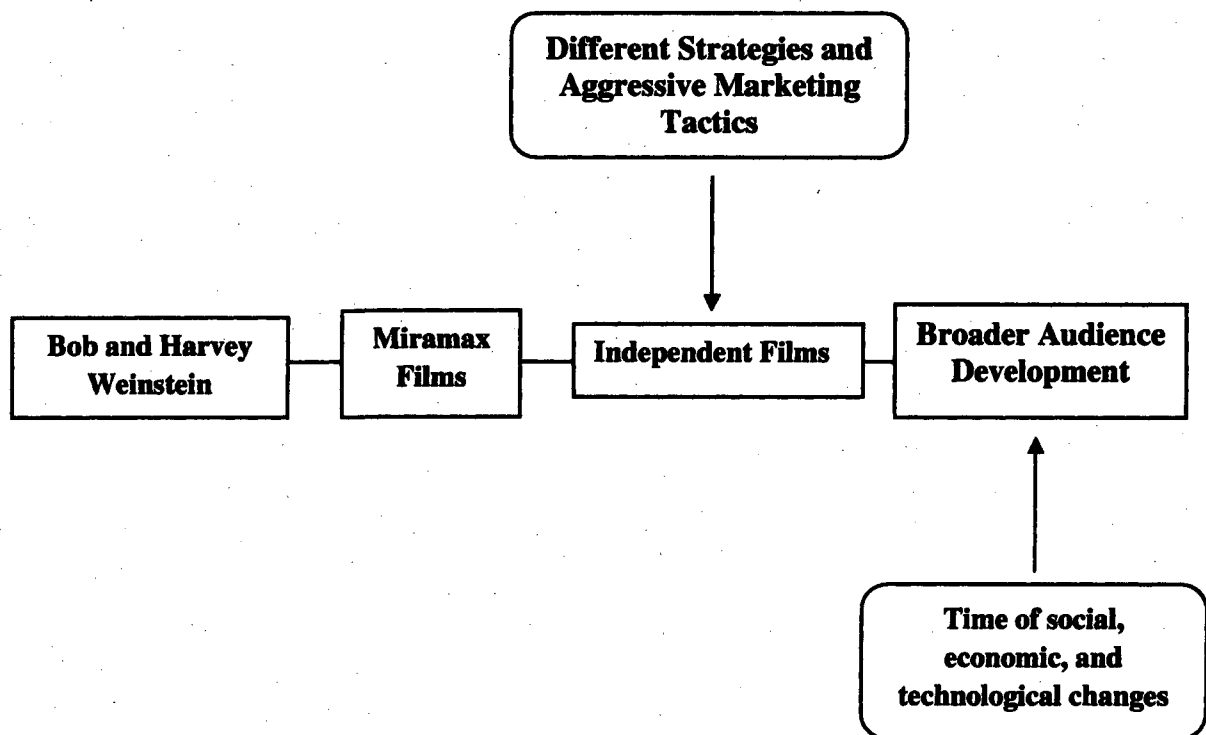 Different Strategies and
Aggressive Marketing
Tactics
Bob and Harvey
Weinstein
Miramax
Films
Independent Films
Broader Audience
Development
Time of social,
economic, and
technological changes